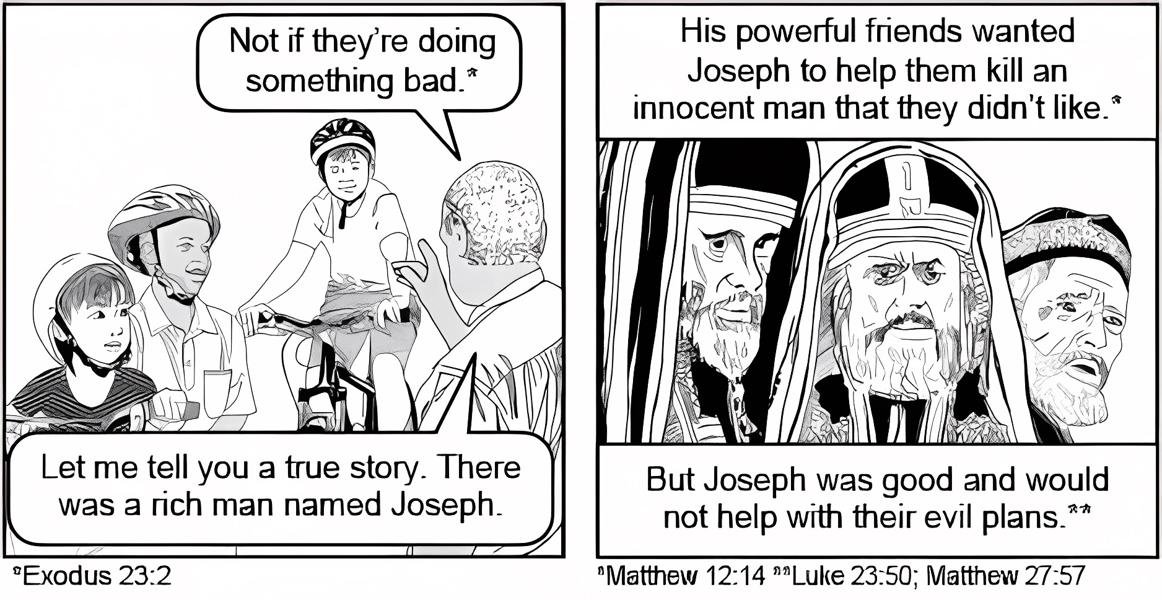 Not if they're doing
something bad.*
Let me tell you a true story. There
was a rich man named Joseph.
*Exodus 23:2
His powerful friends wanted
Joseph to help them kill an
innocent man that they didn't like.*
But Joseph was good and would
not help with their evil plans.**
*Matthew 12:14 **Luke 23:50; Matthew 27:57